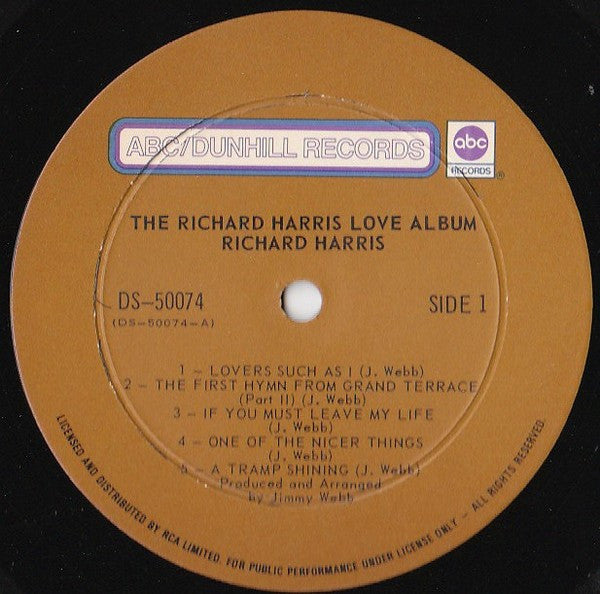 ABC/DUNHILL RECORDS
abc
RECORDS
®
THE RICHARD HARRIS LOVE ALBUM
RICHARD HARRIS
DS-50074
(DS-50074-A)
SIDE 1
1 - LOVERS SUCH AS I (J. Webb)
2 - THE FIRST HYMN FROM GRAND TERRACE
(Part II) (J. Webb)
3 - IF YOU MUST LEAVE MY LIFE
(J. Webb)
4 - ONE OF THE NICER THINGS
(J. Webb)
5 - A TRAMP SHINING (J. Webb)
Produced and Arranged
by Jimmy Webb
LICENSED AND DISTRIBUTED BY RCA LIMITED. FOR PUBLIC PERFORMANCE UNDER LICENSE ONLY - ALL RIGHTS RESERVED